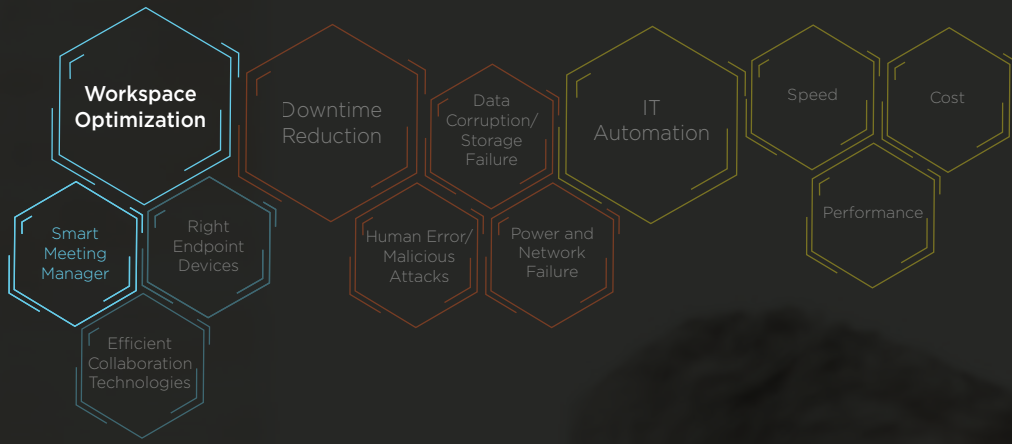 Workspace
Optimization
Smart
Meeting
Manager
Right
Endpoint
Devices
Efficient
Collaboration
Technologies
Downtime
Reduction
Data
Corruption/
Storage
Failure
Human Error/
Malicious
Attacks
Power and
Network
Failure
IT
Automation
Speed
Cost
Performance